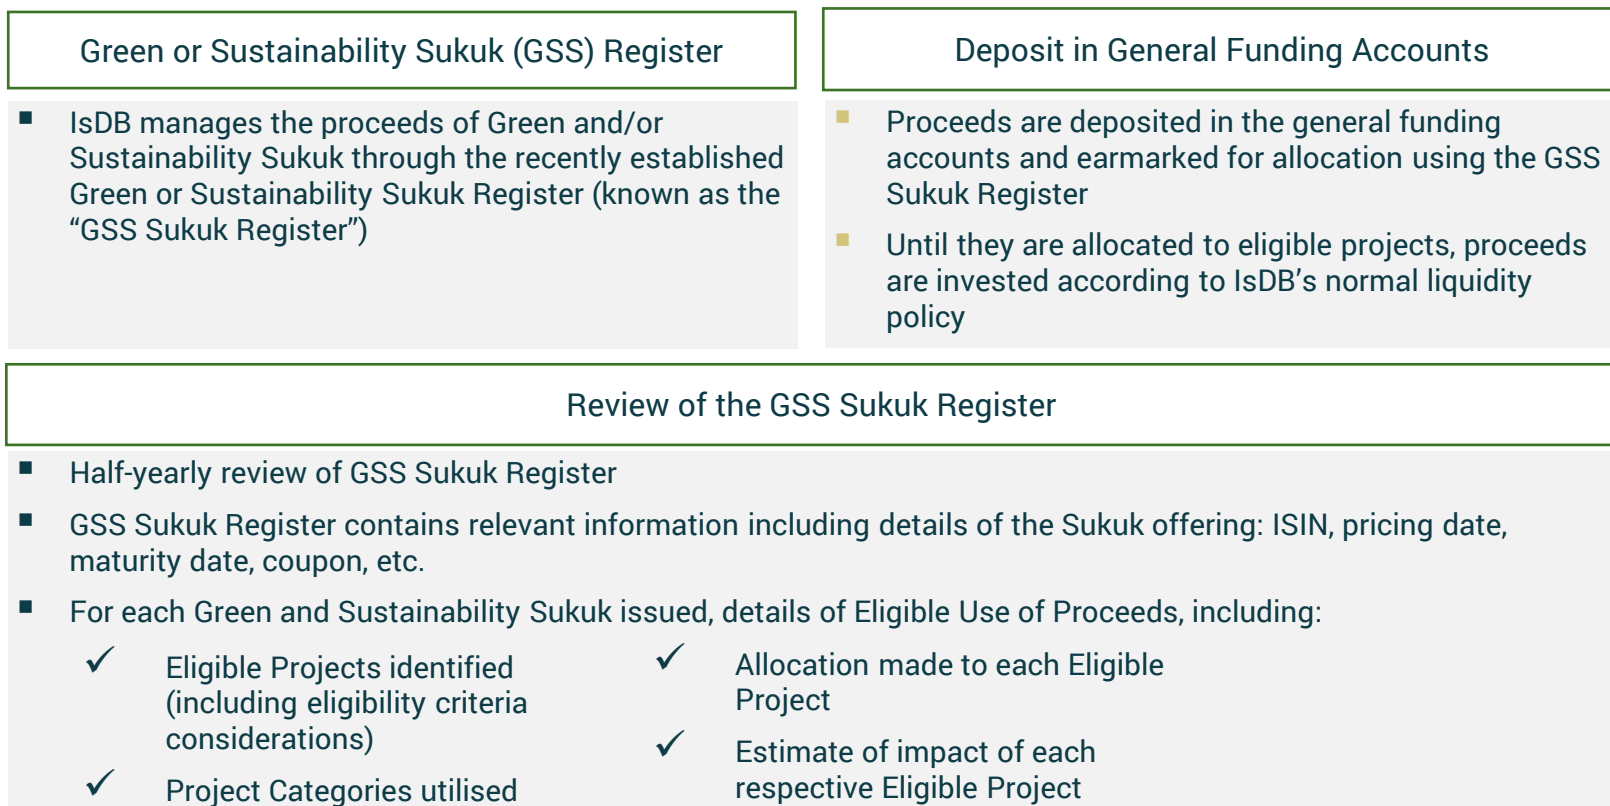 Green or Sustainability Sukuk (GSS) Register
▪ IsDB manages the proceeds of Green and/or
Sustainability Sukuk through the recently established
Green or Sustainability Sukuk Register (known as the
“GSS Sukuk Register”)
Deposit in General Funding Accounts
▪ Proceeds are deposited in the general funding
accounts and earmarked for allocation using the GSS
Sukuk Register
▪ Until they are allocated to eligible projects, proceeds
are invested according to IsDB’s normal liquidity
policy
Review of the GSS Sukuk Register
▪ Half-yearly review of GSS Sukuk Register
▪ GSS Sukuk Register contains relevant information including details of the Sukuk offering: ISIN, pricing date,
maturity date, coupon, etc.
▪ For each Green and Sustainability Sukuk issued, details of Eligible Use of Proceeds, including:
✓ Eligible Projects identified
(including eligibility criteria
considerations)
✓ Project Categories utilised
✓ Allocation made to each Eligible
Project
✓ Estimate of impact of each
respective Eligible Project